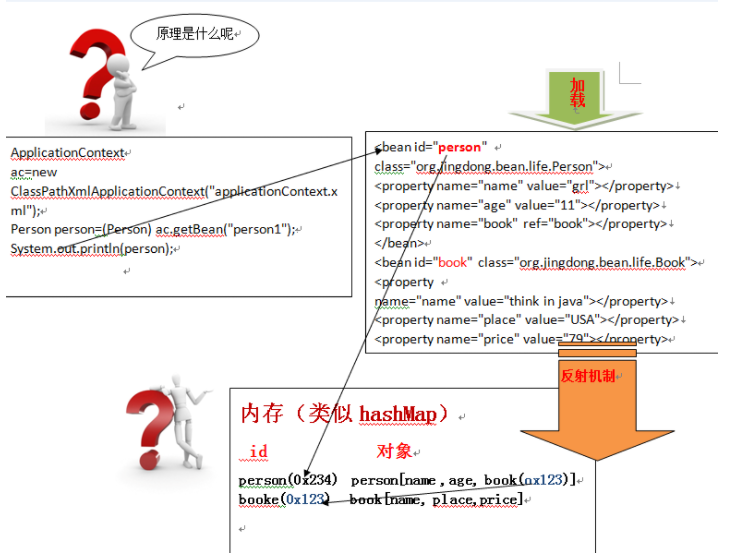 原理是什么呢
加
载
ApplicationContext
ac=new
ClassPathXmlApplicationContext("applicationContext.x
ml");
Person person=(Person) ac.getBean("person1");
System.out.println(person);
<bean id="person"
class="org.jingdong.bean.life.Person">
<property name="name" value="grl"></property>
<property name="age" value="11"></property>
<property name="book" ref="book"></property>
</bean>
<bean id="book" class="org.jingdong.bean.life.Book">
<property
name="name" value="think in java"></property>
<property name="place" value="USA"></property>
<property name="price" value="79"></property>
反射机制
内存（类似 hashMap）
id 对象
person(0x234) person[name , age, book(ox123)]
booke(0x123) book[name, place,price]